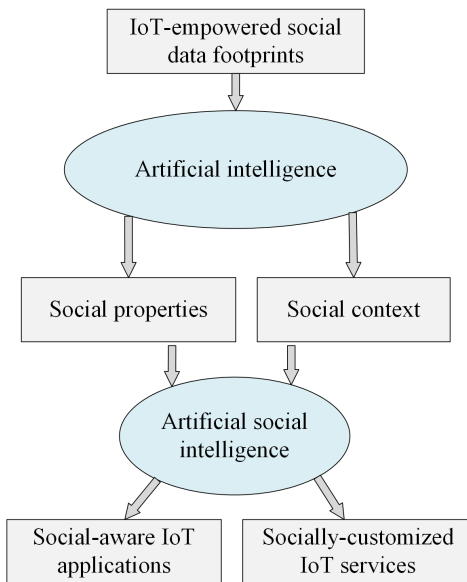 IoT-empowered social
data footprints
Artificial intelligence
Social properties
Social context
Artificial social
intelligence
Social-aware IoT
applications
Socially-customized
IoT services